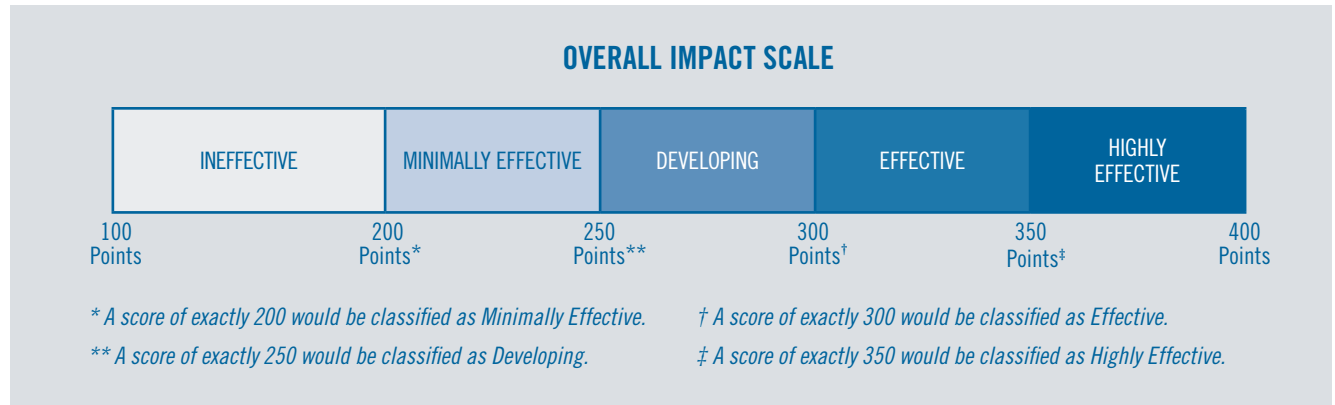 OVERALL IMPACT SCALE
INEFFECTIVE
MINIMALLY EFFECTIVE
DEVELOPING
EFFECTIVE
HIGHLY
EFFECTIVE
100
Points
200
Points*
250
Points**
300
Points†
350
Points‡
400
Points
* A score of exactly 200 would be classified as Minimally Effective.
** A score of exactly 250 would be classified as Developing.
† A score of exactly 300 would be classified as Effective.
‡ A score of exactly 350 would be classified as Highly Effective.